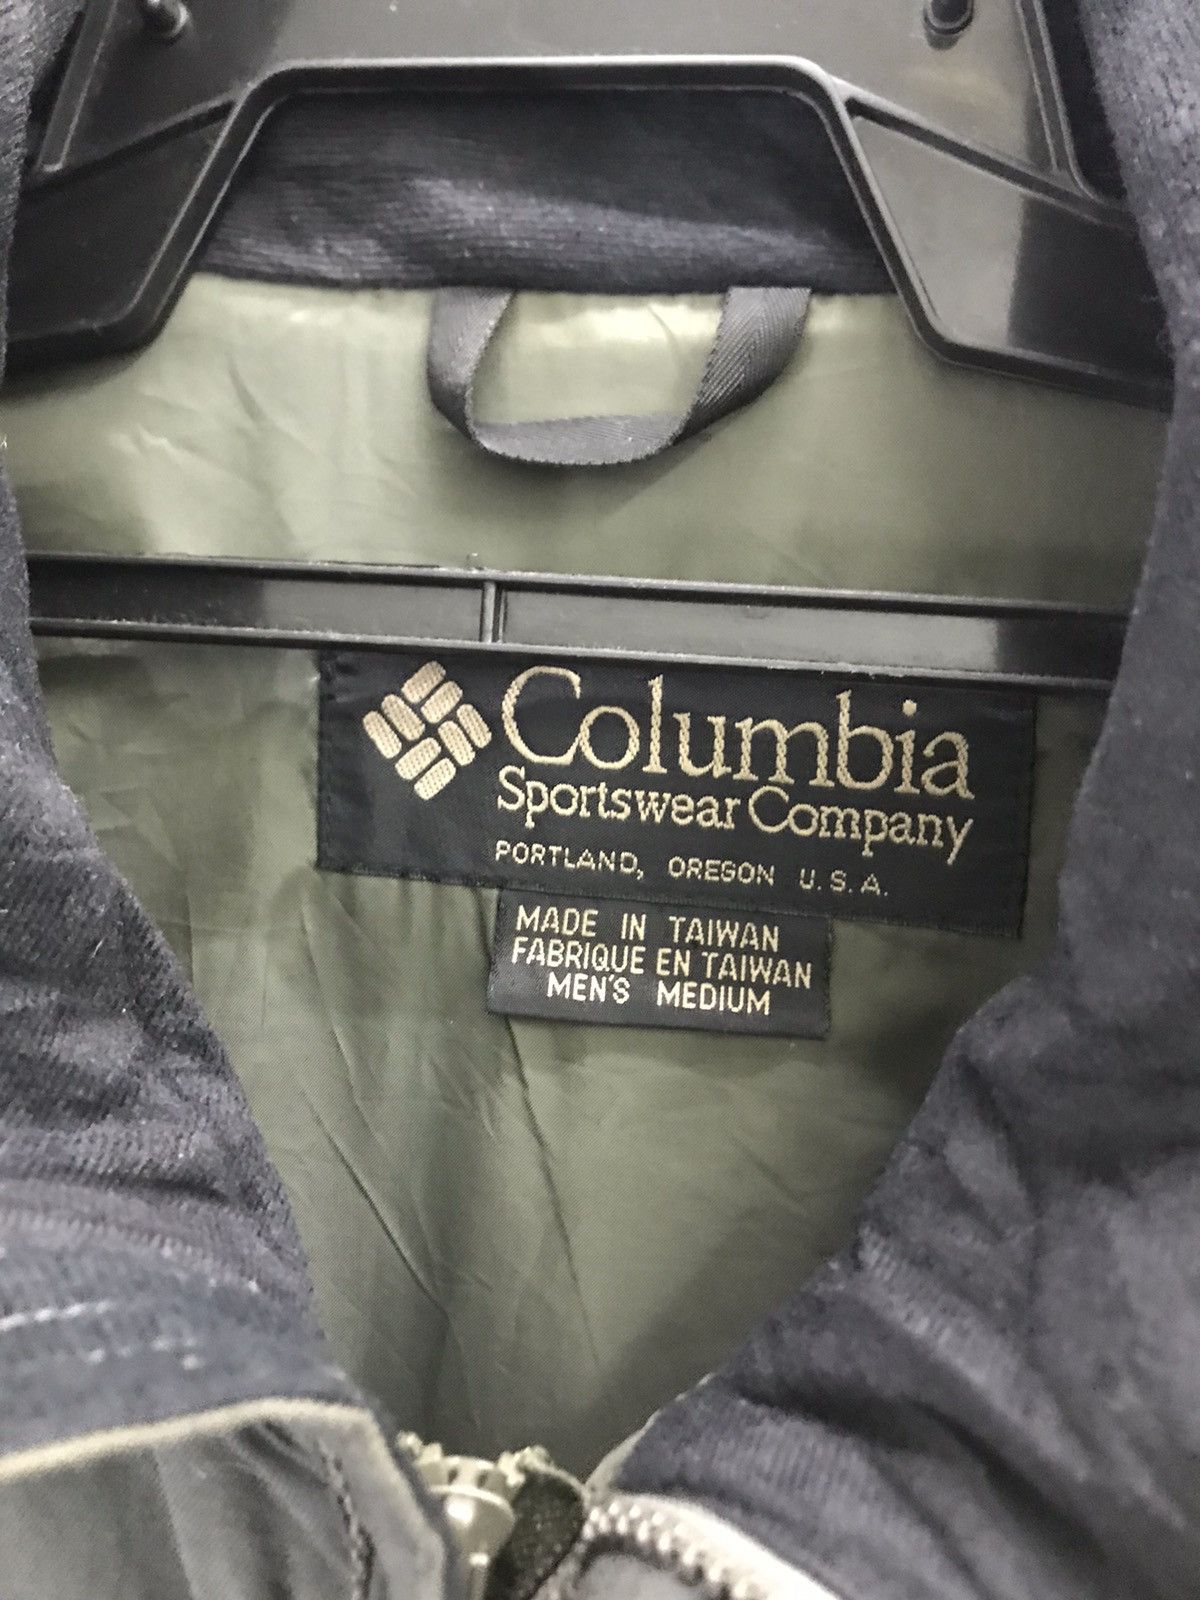 Columbia
Sportswear Company
PORTLAND, OREGON U.S.A.
MADE IN TAIWAN
FABRIQUE EN TAIWAN
MEN'S MEDIUM